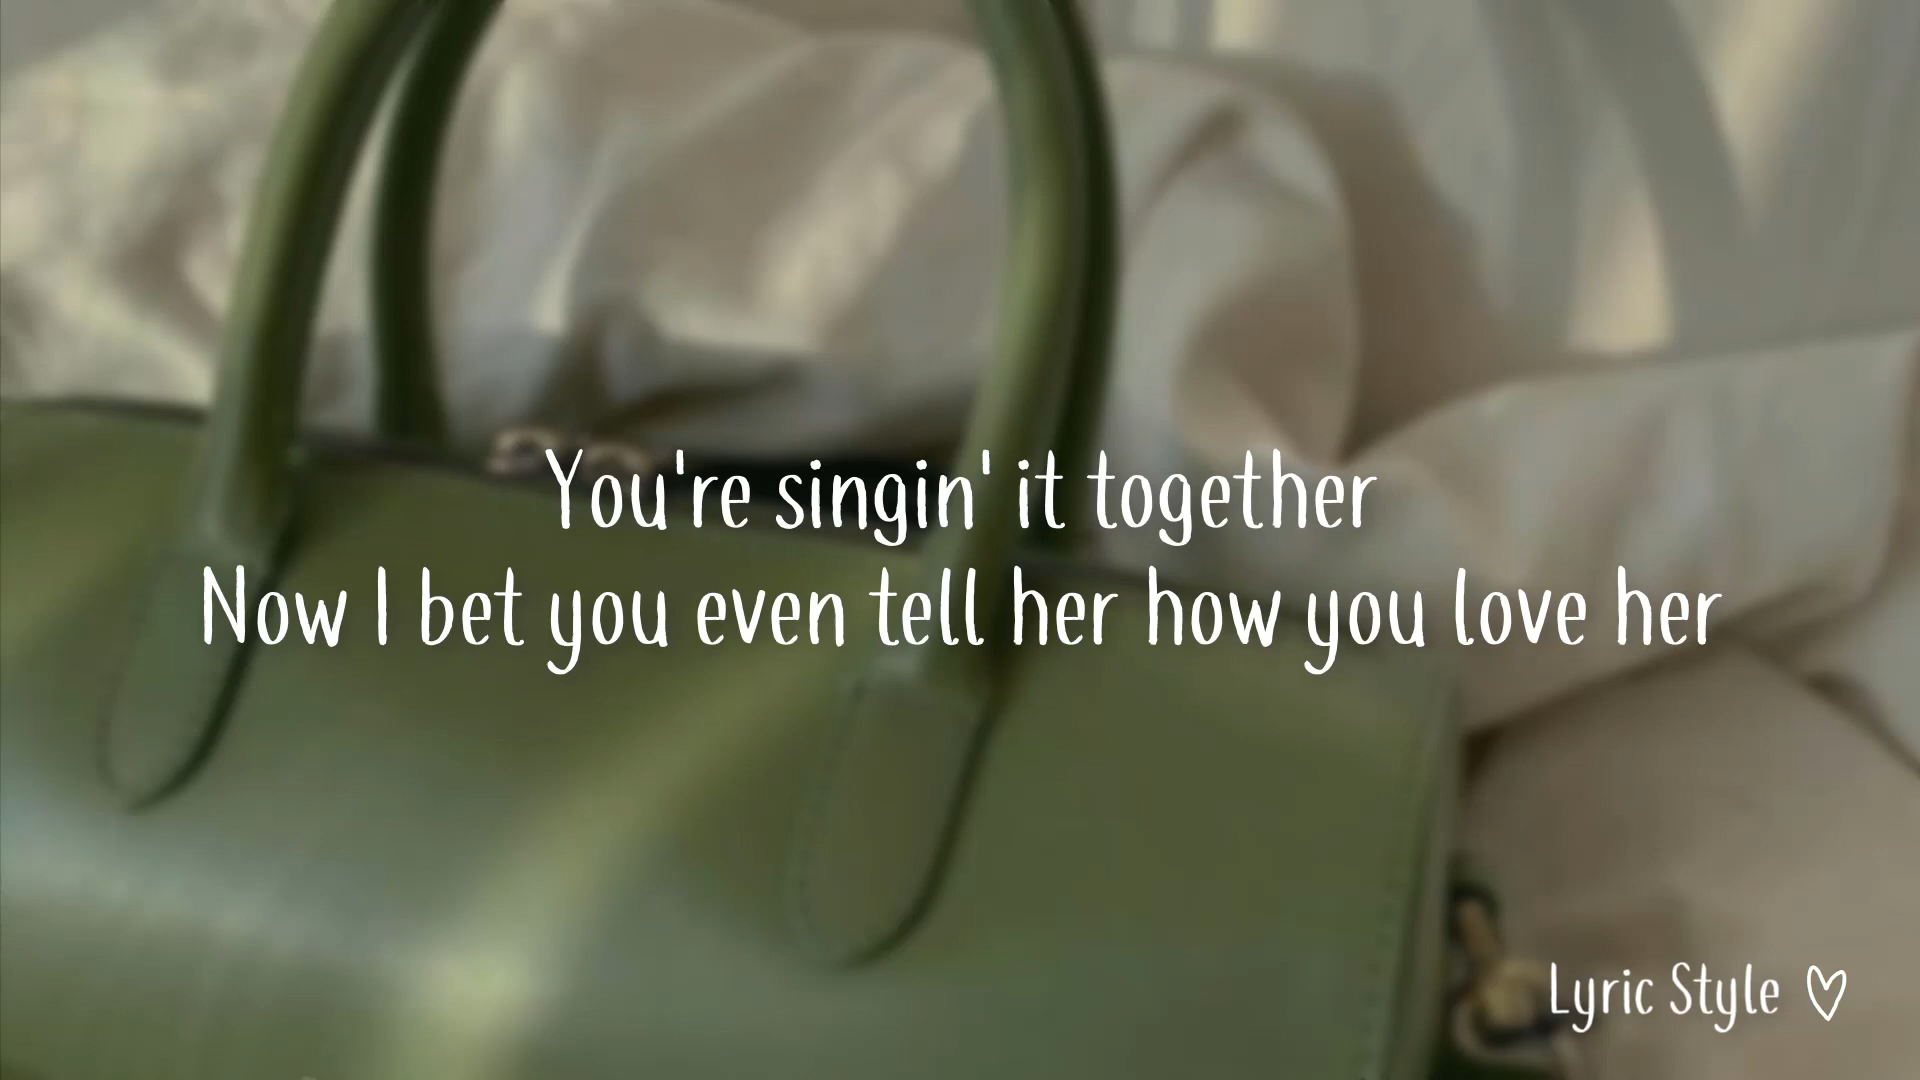 You're singin' it together
Now I bet you even tell her how you love her
Lyric Style ♡